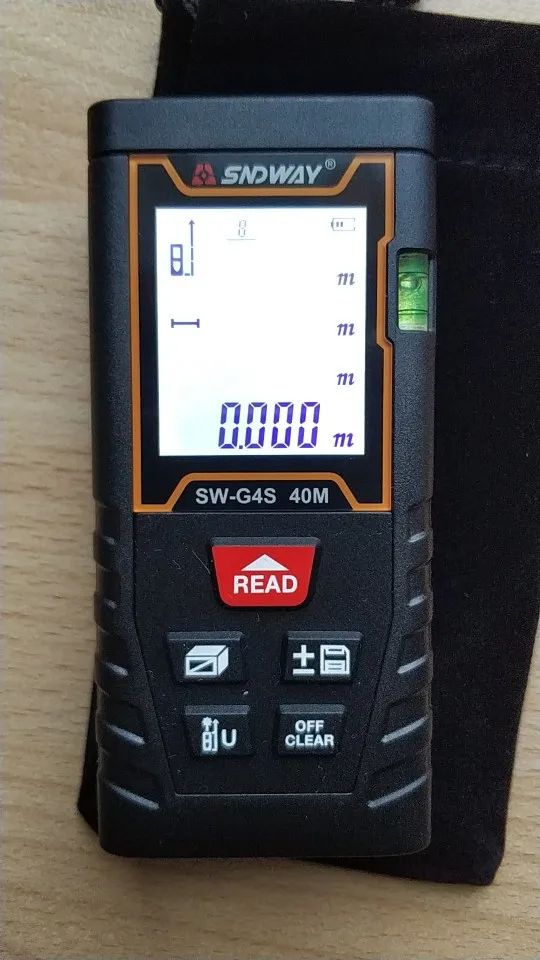 SNDWAY®
8
m
m
m
0.000 m
SW-G4S 40M
READ
±
U
OFF
CLEAR